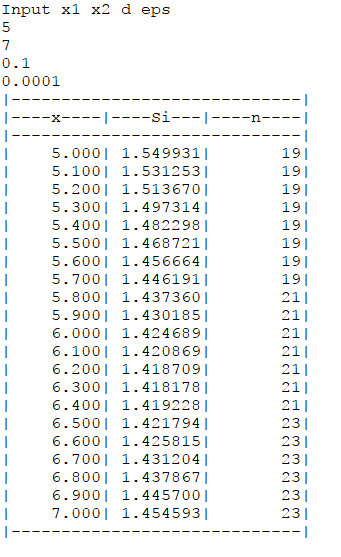 Input x1 x2 d eps
5
7
0.1
0.0001
|-----------------------------|
|----x----|----Si---|----n----|
|-----------------------------|
|    5.000| 1.549931|       19|
|    5.100| 1.531253|       19|
|    5.200| 1.513670|       19|
|    5.300| 1.497314|       19|
|    5.400| 1.482298|       19|
|    5.500| 1.468721|       19|
|    5.600| 1.456664|       19|
|    5.700| 1.446191|       19|
|    5.800| 1.437360|       21|
|    5.900| 1.430185|       21|
|    6.000| 1.424689|       21|
|    6.100| 1.420869|       21|
|    6.200| 1.418709|       21|
|    6.300| 1.418178|       21|
|    6.400| 1.419228|       21|
|    6.500| 1.421794|       23|
|    6.600| 1.425815|       23|
|    6.700| 1.431204|       23|
|    6.800| 1.437867|       23|
|    6.900| 1.445700|       23|
|    7.000| 1.454593|       23|
|-----------------------------|